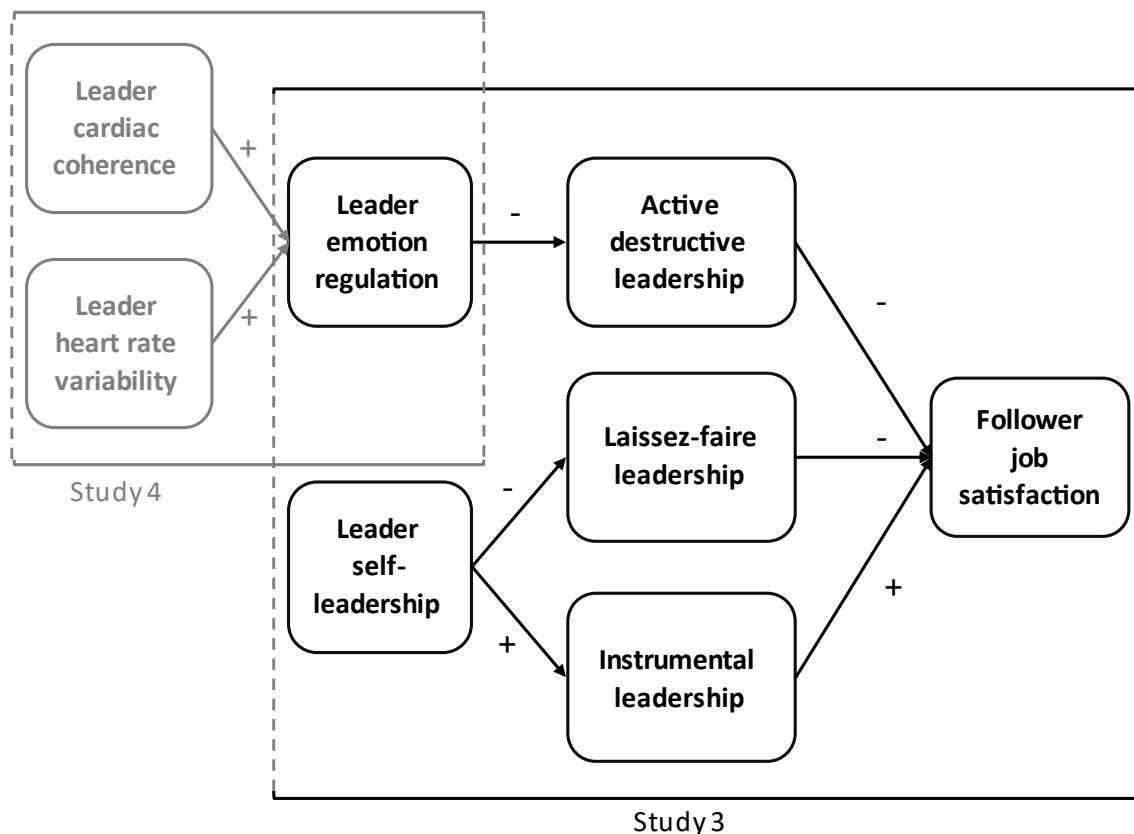 Leader
cardiac
coherence
+
Leader
heart rate
variability
+
Study 4
Leader
emotion
regulation
-
Active
destructive
leadership
-
Leader
self-
leadership
-
+
Laissez-faire
leadership
-
Instrumental
leadership
+
Follower
job
satisfaction
Study 3